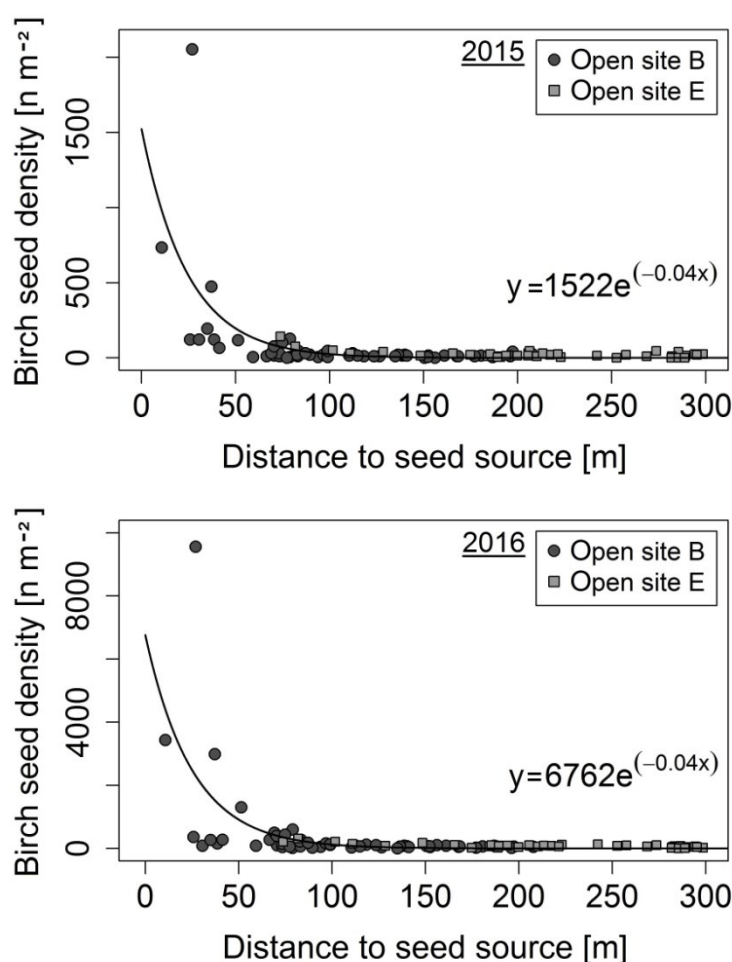 2015
Open site B
Open site E
Birch seed density [n m⁻²]
0 500 1500
y=1522e^(−0.04x)
0 50 100 150 200 250 300
Distance to seed source [m]
2016
Open site B
Open site E
Birch seed density [n m⁻²]
0 4000 8000
y=6762e^(−0.04x)
0 50 100 150 200 250 300
Distance to seed source [m]